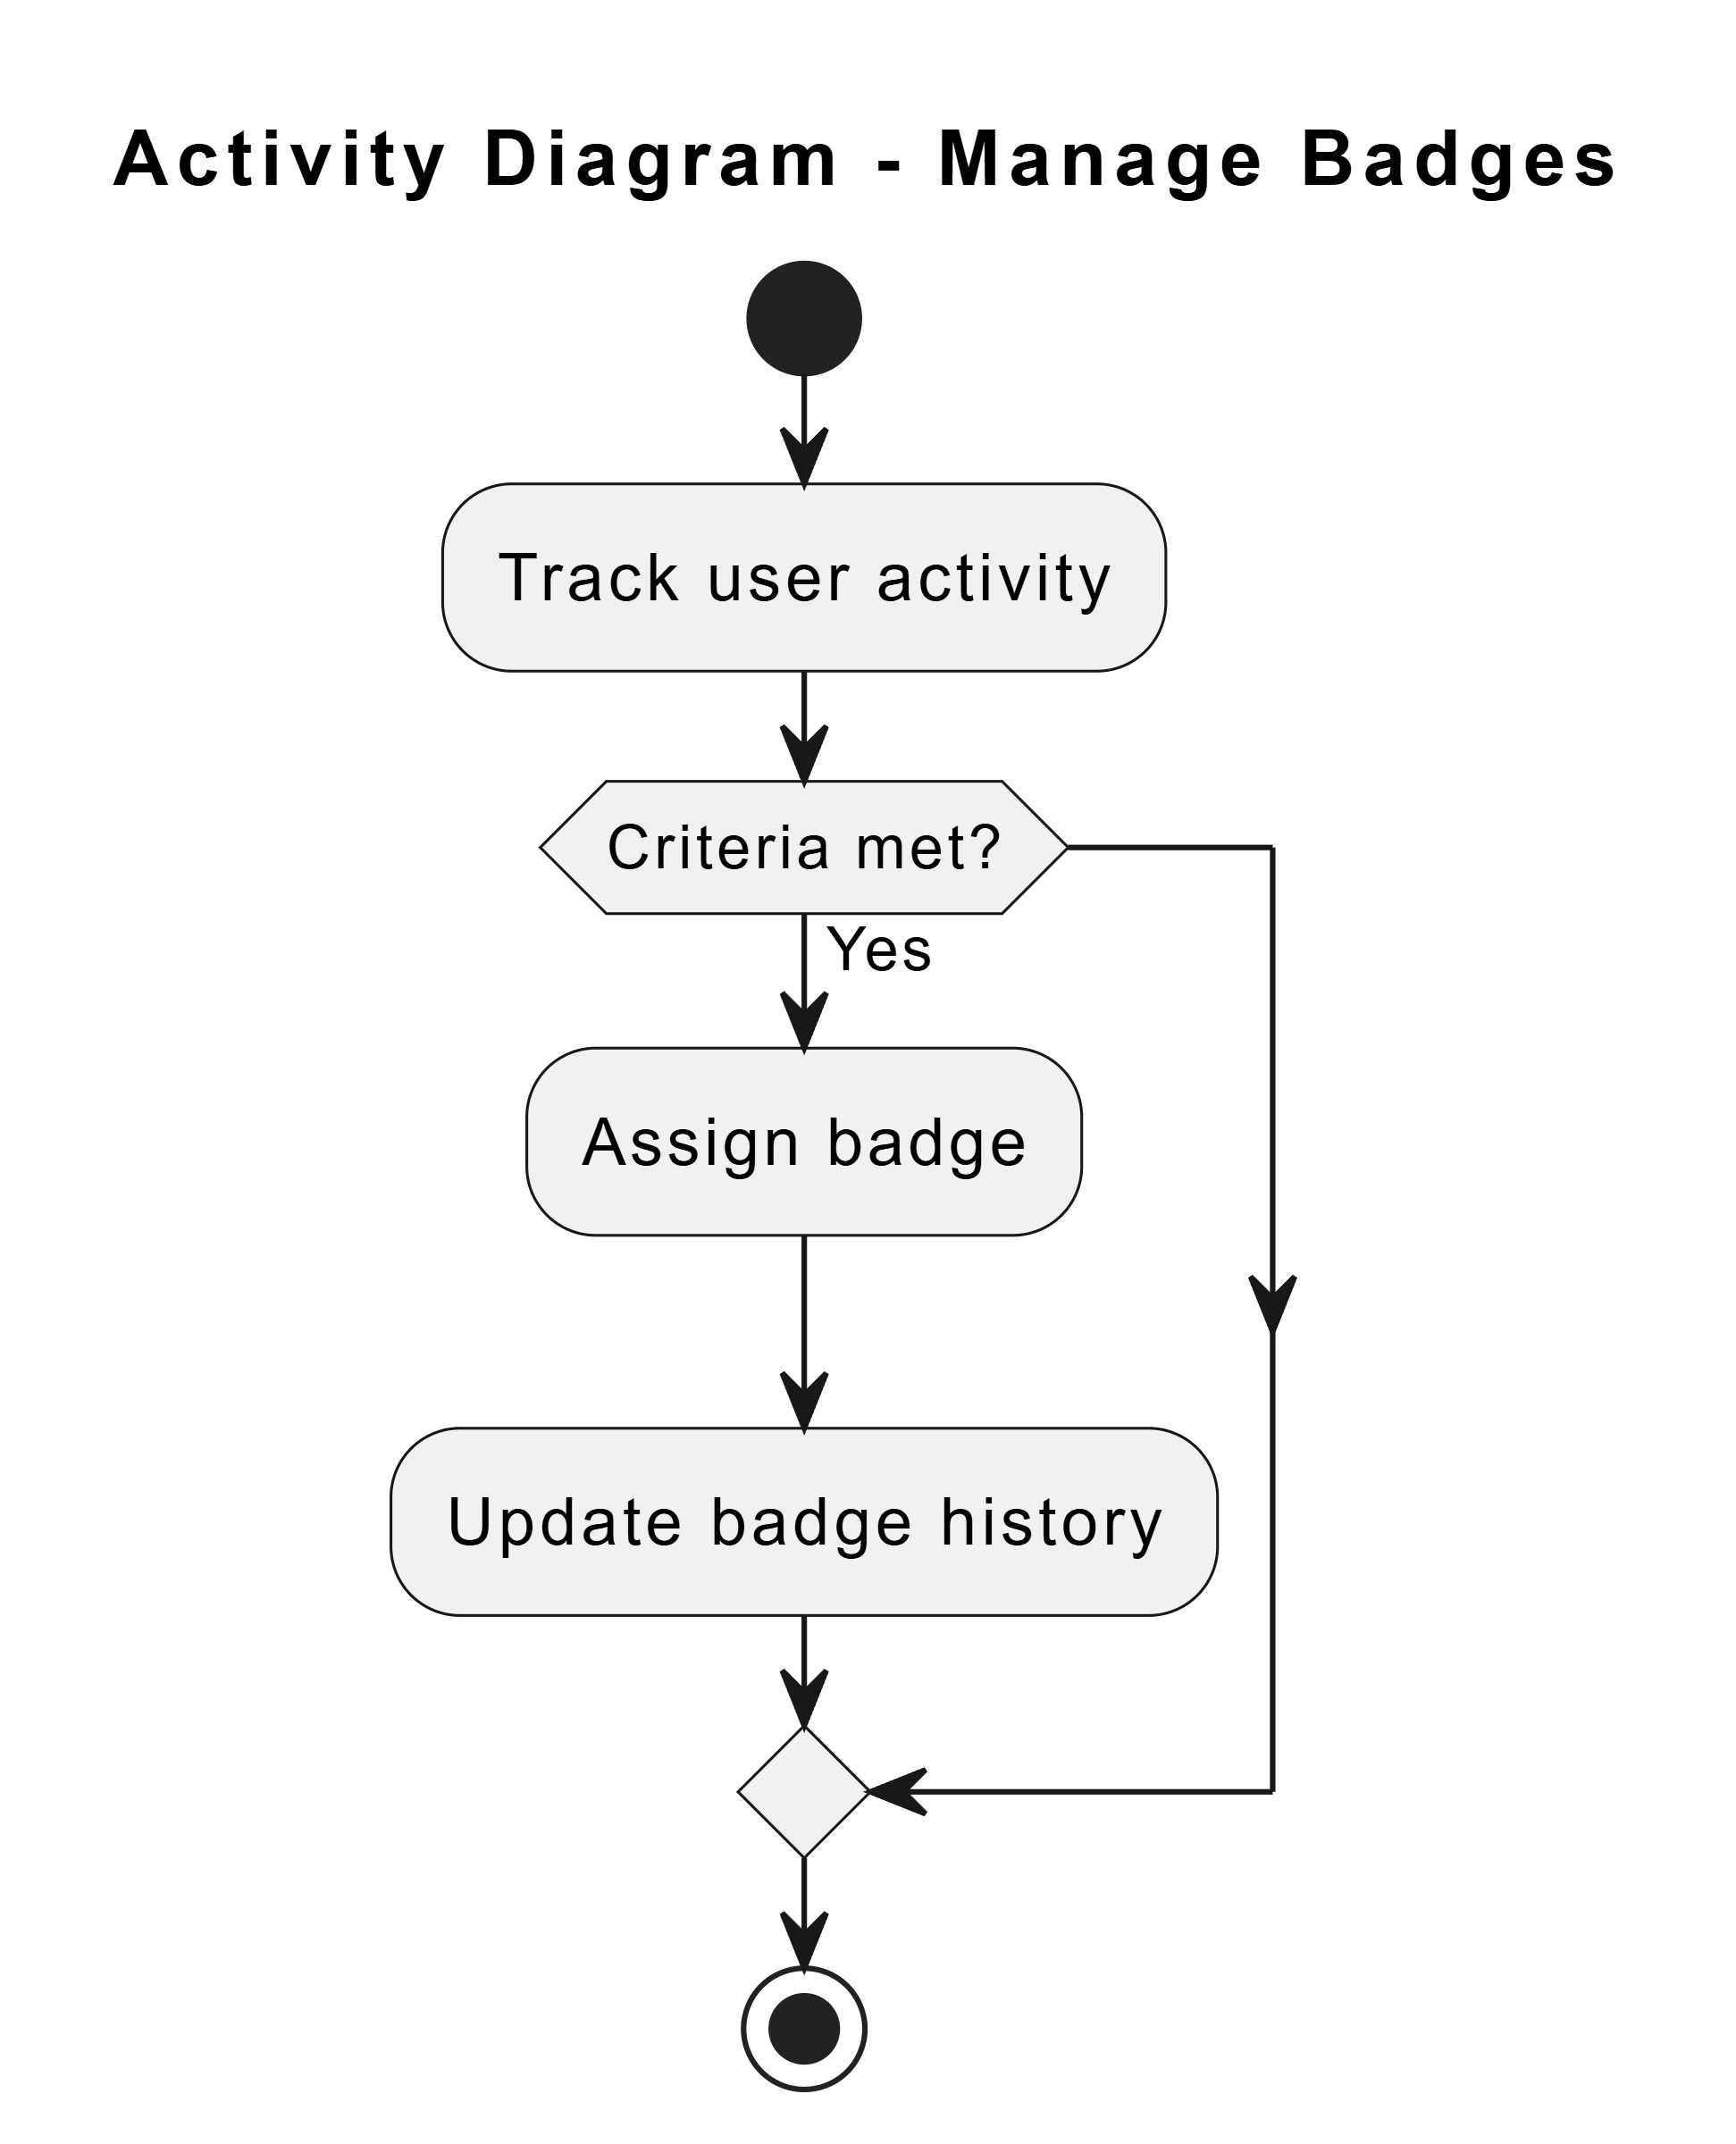 Activity Diagram - Manage Badges
Track user activity
Criteria met?
Yes
Assign badge
Update badge history